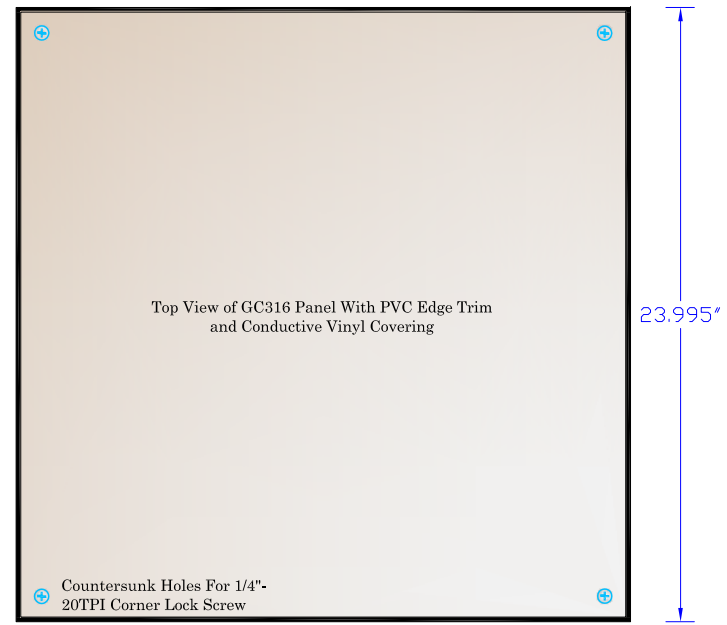 Top View of GC316 Panel With PVC Edge Trim
and Conductive Vinyl Covering
23.995"
Countersunk Holes For 1/4"-
20TPI Corner Lock Screw